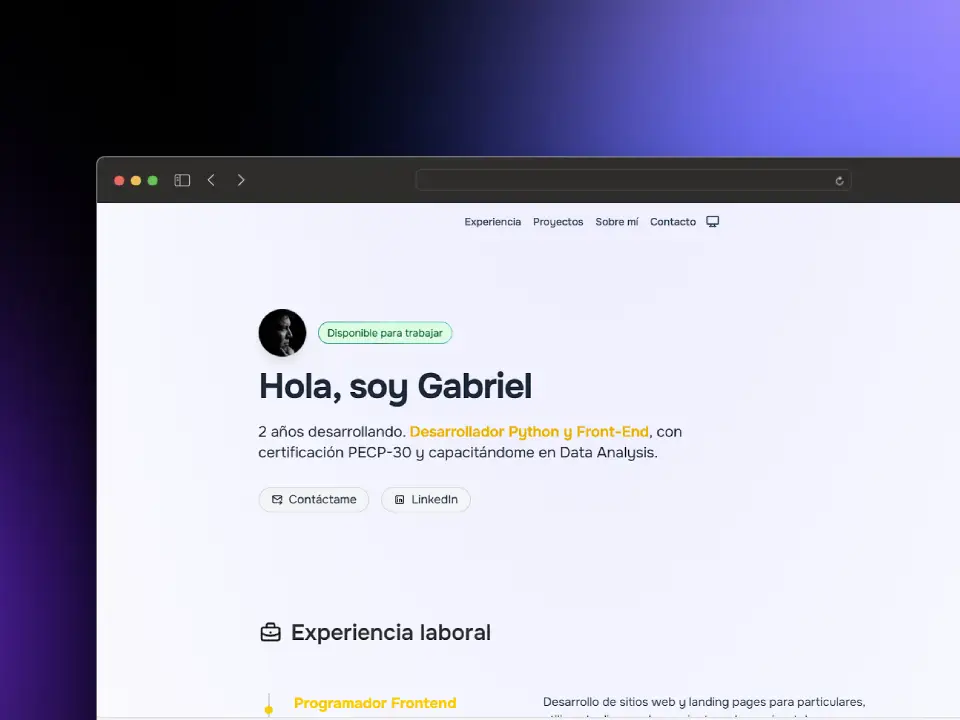 Experiencia Proyectos Sobre mí Contacto
Disponible para trabajar
Hola, soy Gabriel
2 años desarrollando. Desarrollador Python y Front-End, con
certificación PECP-30 y capacitándome en Data Analysis.
Contáctame LinkedIn
Experiencia laboral
Programador Frontend
Desarrollo de sitios web y landing pages para particulares,